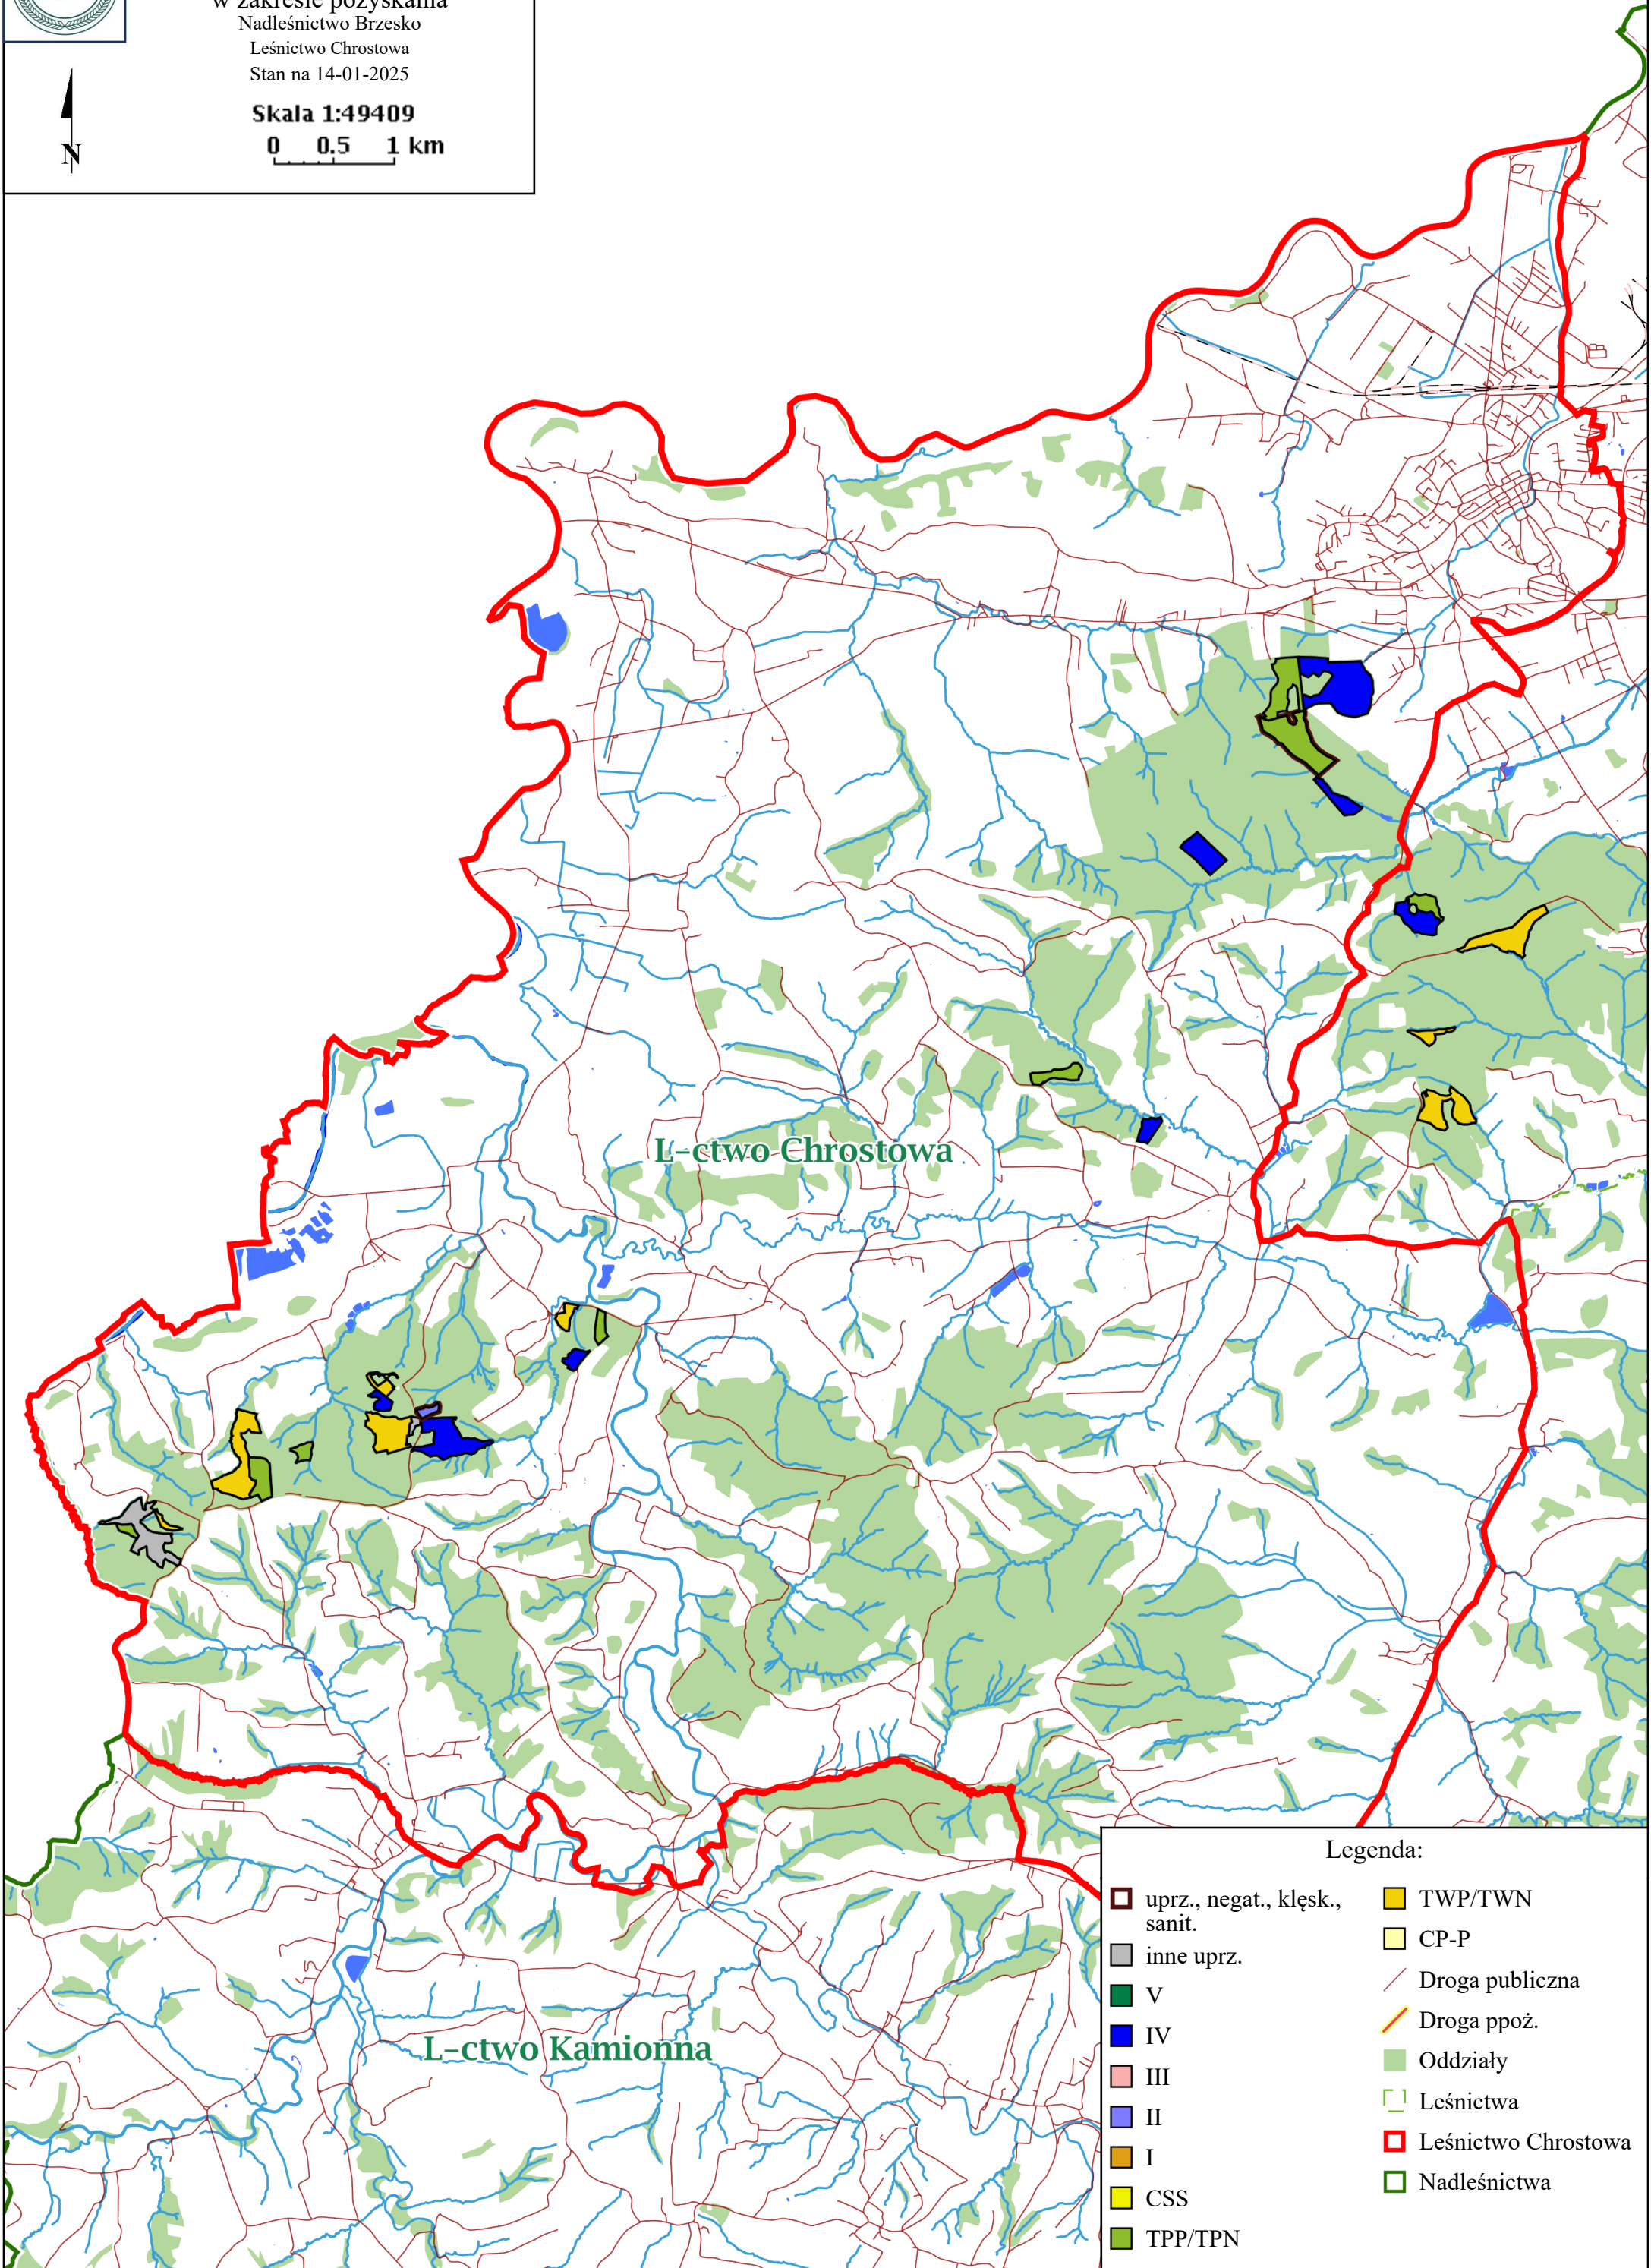 w zakresie pozyskania
Nadleśnictwo Brzesko
Leśnictwo Chrostowa
Stan na 14-01-2025
Skala 1:49409
0 0.5 1 km
N
L-ctwo Chrostowa
L-ctwo Kamionna
Legenda:
uprz., negat., klęsk.,
sanit.
inne uprz.
V
IV
III
II
I
CSS
TPP/TPN
TWP/TWN
CP-P
Droga publiczna
Droga ppoż.
Oddziały
Leśnictwa
Leśnictwo Chrostowa
Nadleśnictwa